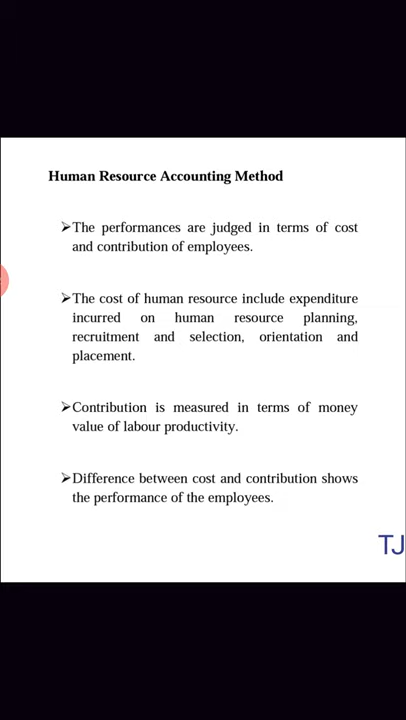 Human Resource Accounting Method
➢The performances are judged in terms of cost
and contribution of employees.
➢The cost of human resource include expenditure
incurred on human resource planning,
recruitment and selection, orientation and
placement.
➢Contribution is measured in terms of money
value of labour productivity.
➢Difference between cost and contribution shows
the performance of the employees.
TJ